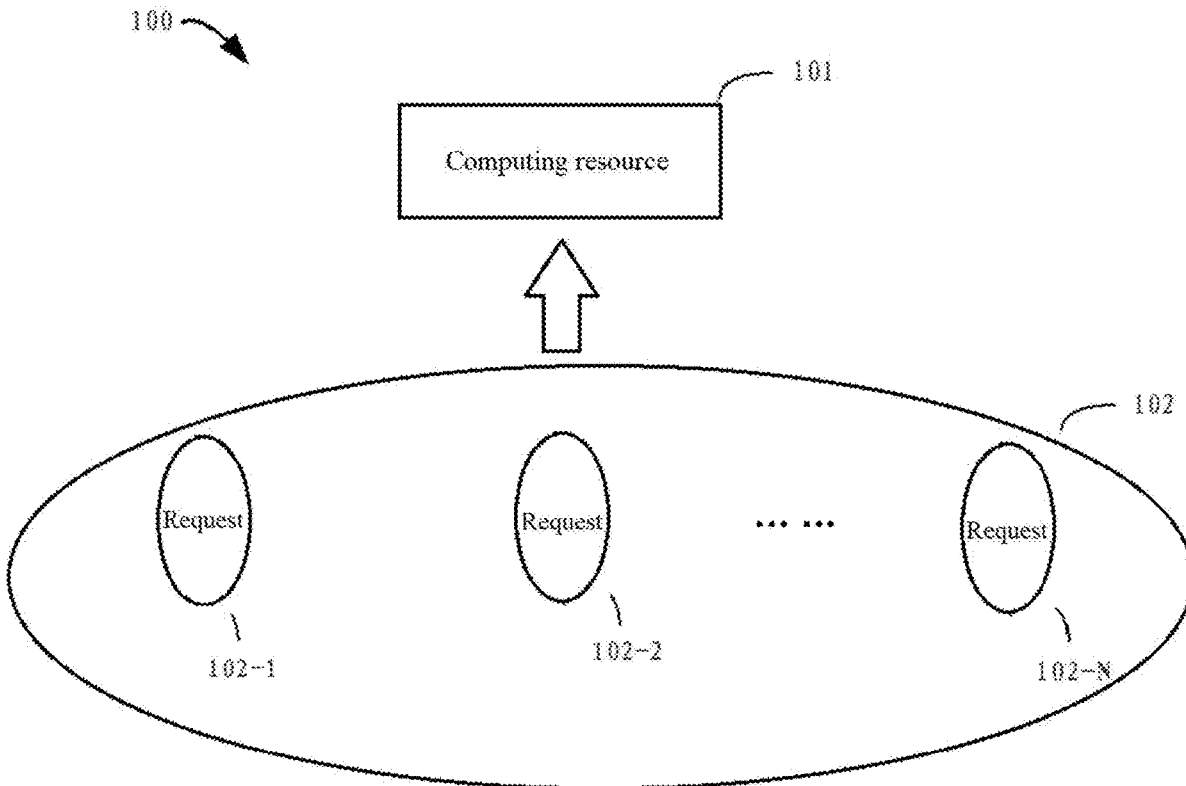 100
101
Computing resource
102
Request
Request
... ...
Request
102-1
102-2
102-N